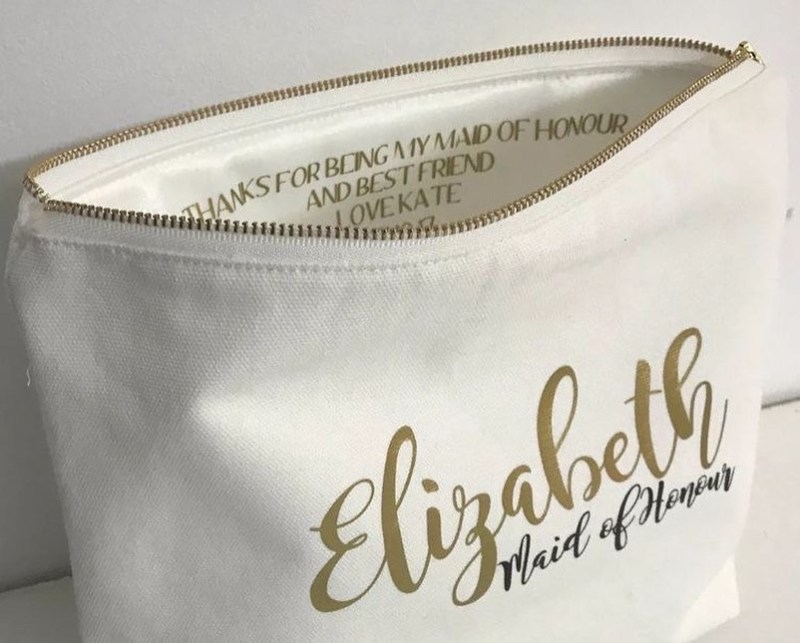 THANKS FOR BEING MY MAID OF HONOUR
AND BEST FRIEND
LOVE KATE
Elizabeth
Maid of Honour